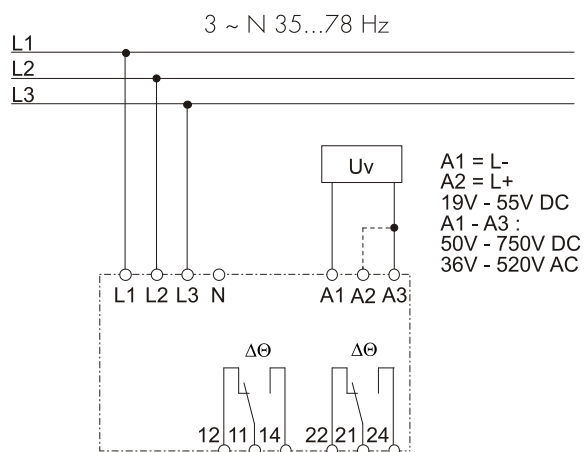 3 ~ N 35...78 Hz
L1
L2
L3
Uv
A1 = L-
A2 = L+
19V - 55V DC
A1 - A3 :
50V - 750V DC
36V - 520V AC
L1 L2 L3 N A1 A2 A3
ΔΘ ΔΘ
12 11 14 22 21 24